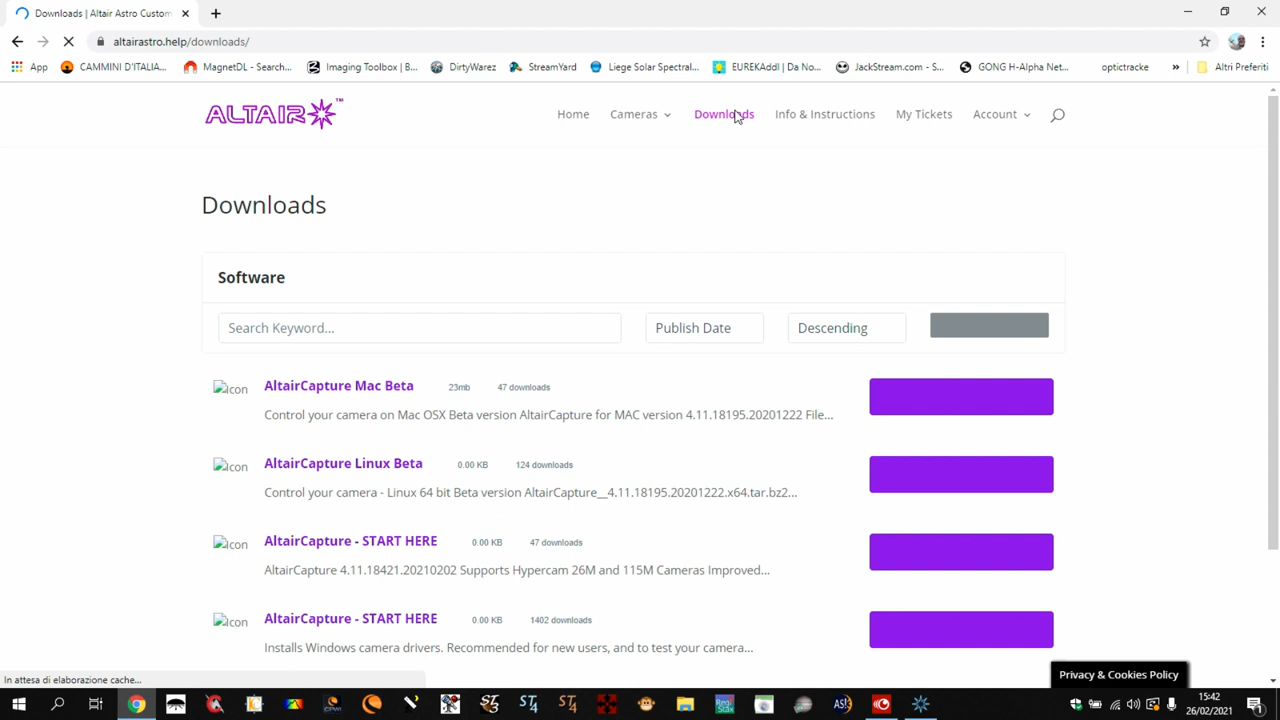 Downloads | Altair Astro Custom
altairastro.help/downloads/
App CAMMINI D'ITALIA... MagnetDL - Search... Imaging Toolbox | B... DirtyWarez StreamYard Liege Solar Spectral... EUREKAddl | Da No... JackStream.com - S... GONG H-Alpha Net... optictracke » Altri Preferiti
ALTAIR Home Cameras Downloads Info & Instructions My Tickets Account
Downloads
Software
Search Keyword... Publish Date Descending
icon AltairCapture Mac Beta 23mb 47 downloads
Control your camera on Mac OSX Beta version AltairCapture for MAC version 4.11.18195.20201222 File...
icon AltairCapture Linux Beta 0.00 KB 124 downloads
Control your camera - Linux 64 bit Beta version AltairCapture__4.11.18195.20201222.x64.tar.bz2...
icon AltairCapture - START HERE 0.00 KB 47 downloads
AltairCapture 4.11.18421.20210202 Supports Hypercam 26M and 115M Cameras Improved...
icon AltairCapture - START HERE 0.00 KB 1402 downloads
Installs Windows camera drivers. Recommended for new users, and to test your camera...
Privacy & Cookies Policy
In attesa di elaborazione cache...
15:42
26/02/2021